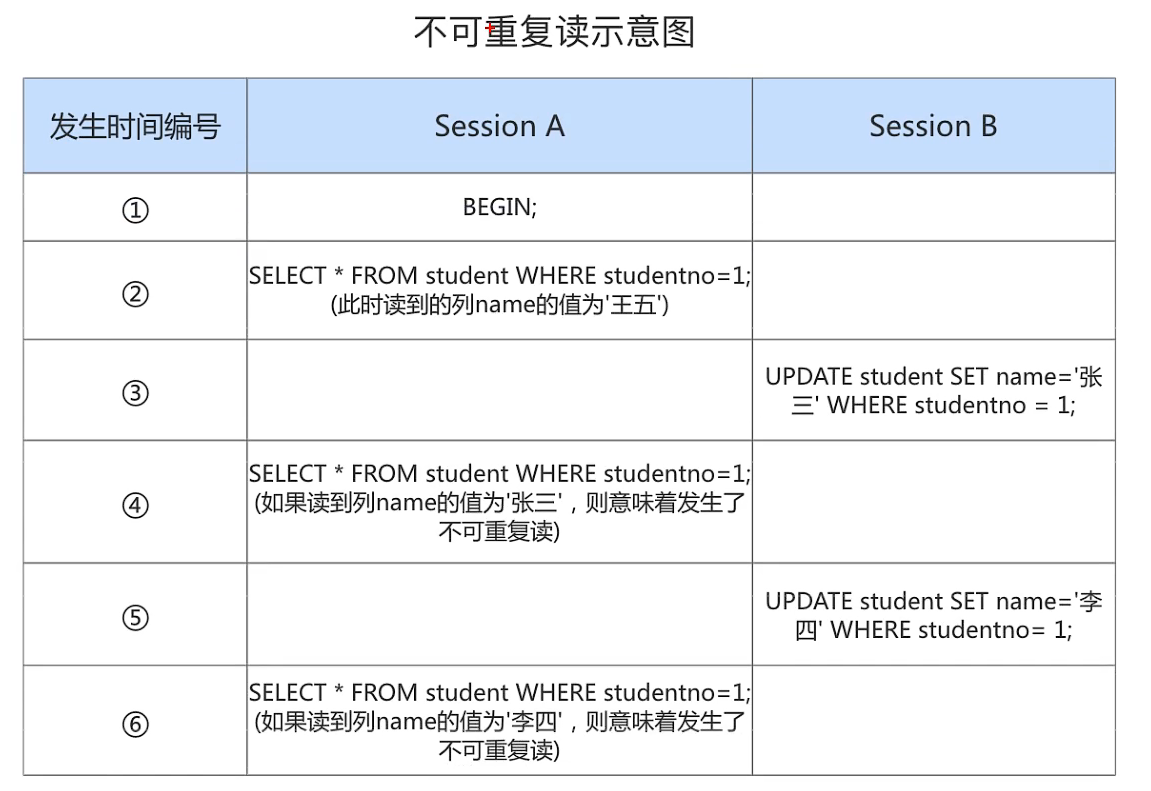 不可重复读示意图
发生时间编号 Session A Session B
① BEGIN;
② SELECT * FROM student WHERE studentno=1;
(此时读到的列name的值为'王五')
③ UPDATE student SET name='张
三' WHERE studentno = 1;
④ SELECT * FROM student WHERE studentno=1;
(如果读到列name的值为'张三'，则意味着发生了
不可重复读)
⑤ UPDATE student SET name='李
四' WHERE studentno= 1;
⑥ SELECT * FROM student WHERE studentno=1;
(如果读到列name的值为'李四'，则意味着发生了
不可重复读)